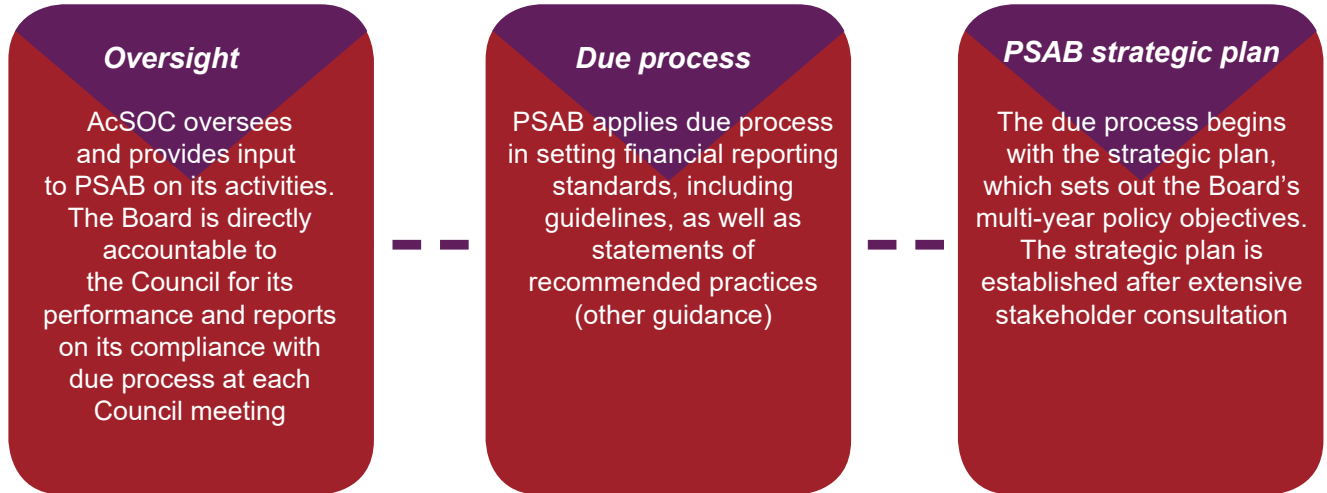 Oversight
AcSOC oversees
and provides input
to PSAB on its activities.
The Board is directly
accountable to
the Council for its
performance and reports
on its compliance with
due process at each
Council meeting
Due process
PSAB applies due process
in setting financial reporting
standards, including
guidelines, as well as
statements of
recommended practices
(other guidance)
PSAB strategic plan
The due process begins
with the strategic plan,
which sets out the Board's
multi-year policy objectives.
The strategic plan is
established after extensive
stakeholder consultation